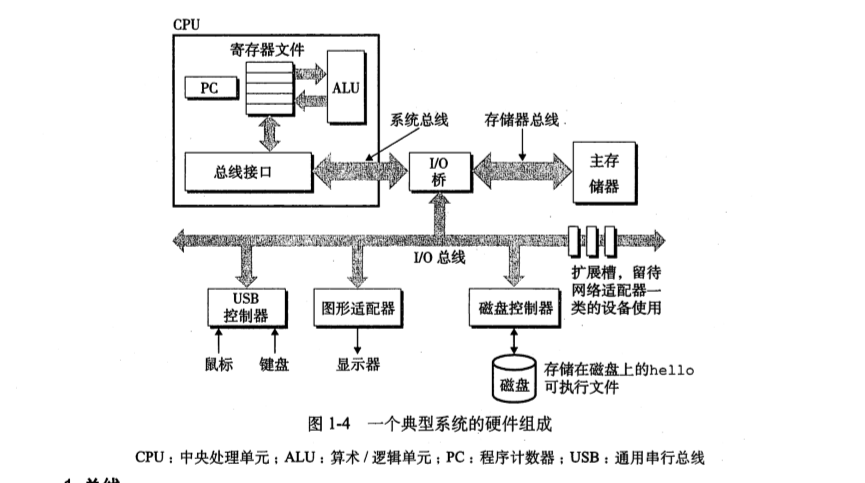 CPU
寄存器文件
PC
ALU
系统总线
存储器总线
总线接口
I/O
桥
主存
储器
I/O 总线
扩展槽，留待
网络适配器一
类的设备使用
USB
控制器
图形适配器
磁盘控制器
鼠标
键盘
显示器
磁盘
存储在磁盘上的hello
可执行文件
图 1-4 一个典型系统的硬件组成
CPU：中央处理单元；ALU：算术 / 逻辑单元；PC：程序计数器；USB：通用串行总线